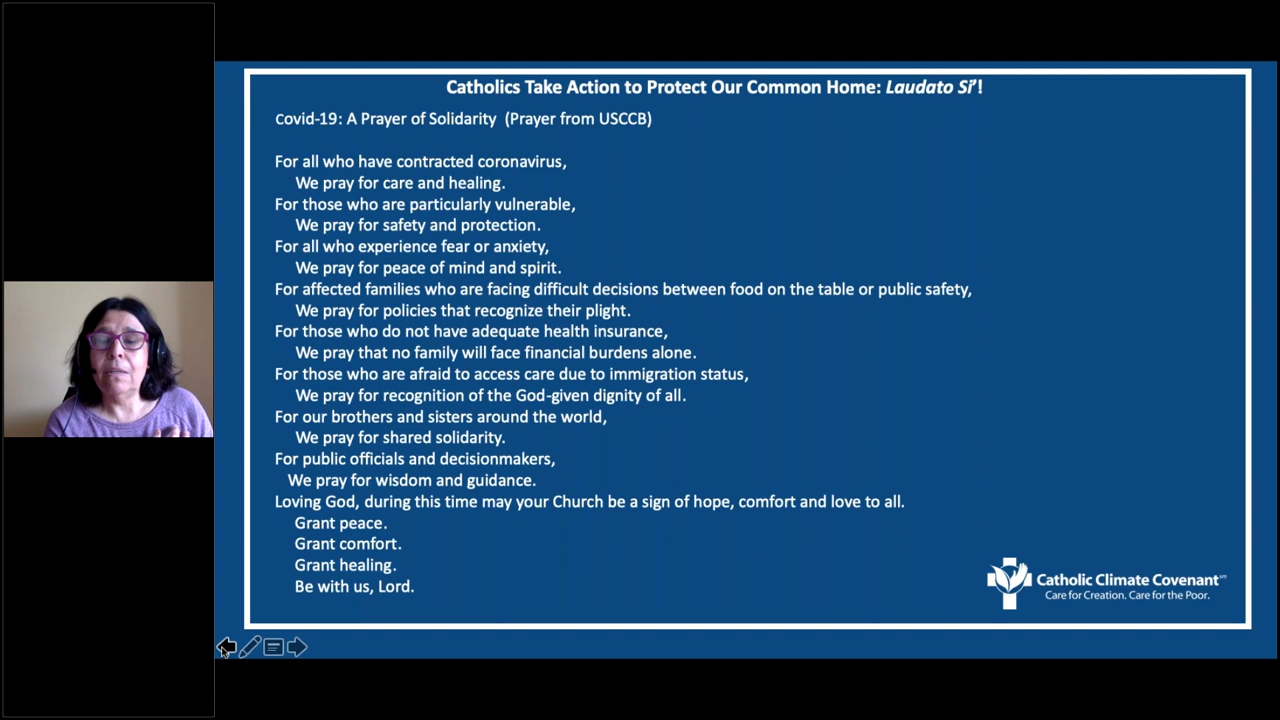 Catholics Take Action to Protect Our Common Home: Laudato Si'!
covid-19: A Prayer of Solidarity (Prayer from USCCB)
For all who have contracted coronavirus,
We pray for care and healing.
For those who are particularly vulnerable,
We pray for safety and protection.
For all who experience fear or anxiety,
We pray for peace of mind and spirit.
For affected families who are facing difficult decisions between food on the table or public safety,
We pray for policies that recognize their plight.
For those who do not have adequate health insurance,
We pray that no family will face financial burdens alone.
For those who are afraid to access care due to immigration status,
We pray for recognition of the God-given dignity of all.
For our brothers and sisters around the world,
We pray for shared solidarity.
For public officials and decisionmakers,
We pray for wisdom and guidance.
Loving God, during this time may your Church be a sign of hope, comfort and love to all.
Grant peace.
Grant comfort.
Grant healing.
Be with us, Lord.
Catholic Climate Covenant℠
Care for Creation. Care for the Poor.